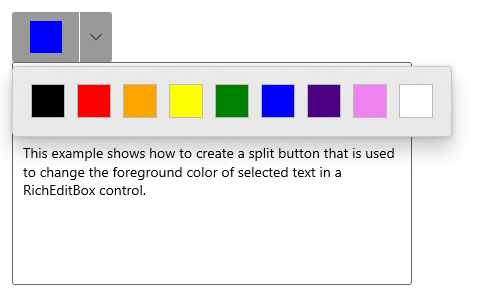 This example shows how to create a split button that is used
to change the foreground color of selected text in a
RichEditBox control.